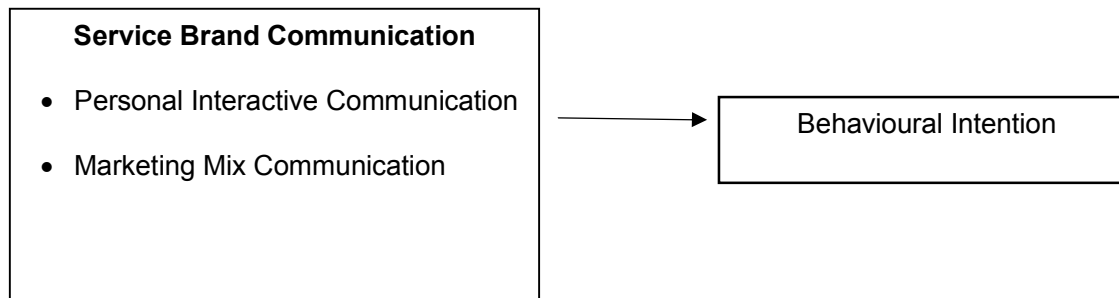 Service Brand Communication
• Personal Interactive Communication
• Marketing Mix Communication
Behavioural Intention